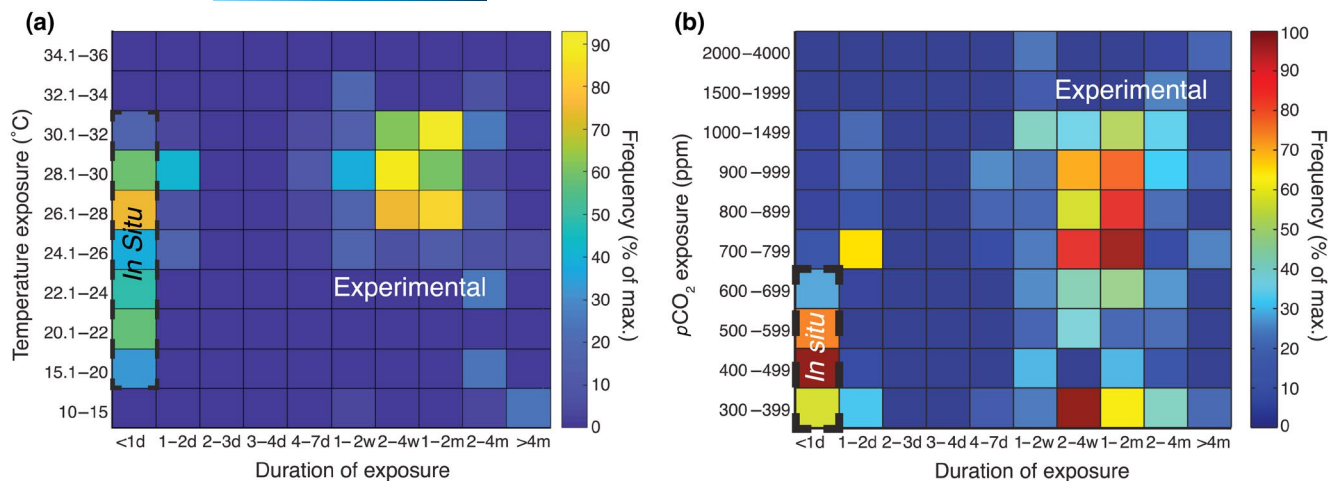 (a)
Temperature exposure (˚C)
34.1–36
32.1–34
30.1–32
28.1–30
26.1–28
24.1–26
22.1–24
20.1–22
15.1–20
10–15
In Situ
Experimental
<1d 1–2d 2–3d 3–4d 4–7d 1–2w 2–4w 1–2m 2–4m >4m
Duration of exposure
90
80
70
60
50
40
30
20
10
0
Frequency (% of max.)
(b)
pCO2 exposure (ppm)
2000–4000
1500–1999
1000–1499
900–999
800–899
700–799
600–699
500–599
400–499
300–399
In situ
Experimental
<1d 1–2d 2–3d 3–4d 4–7d 1–2w 2–4w 1–2m 2–4m >4m
Duration of exposure
100
90
80
70
60
50
40
30
20
10
0
Frequency (% of max.)